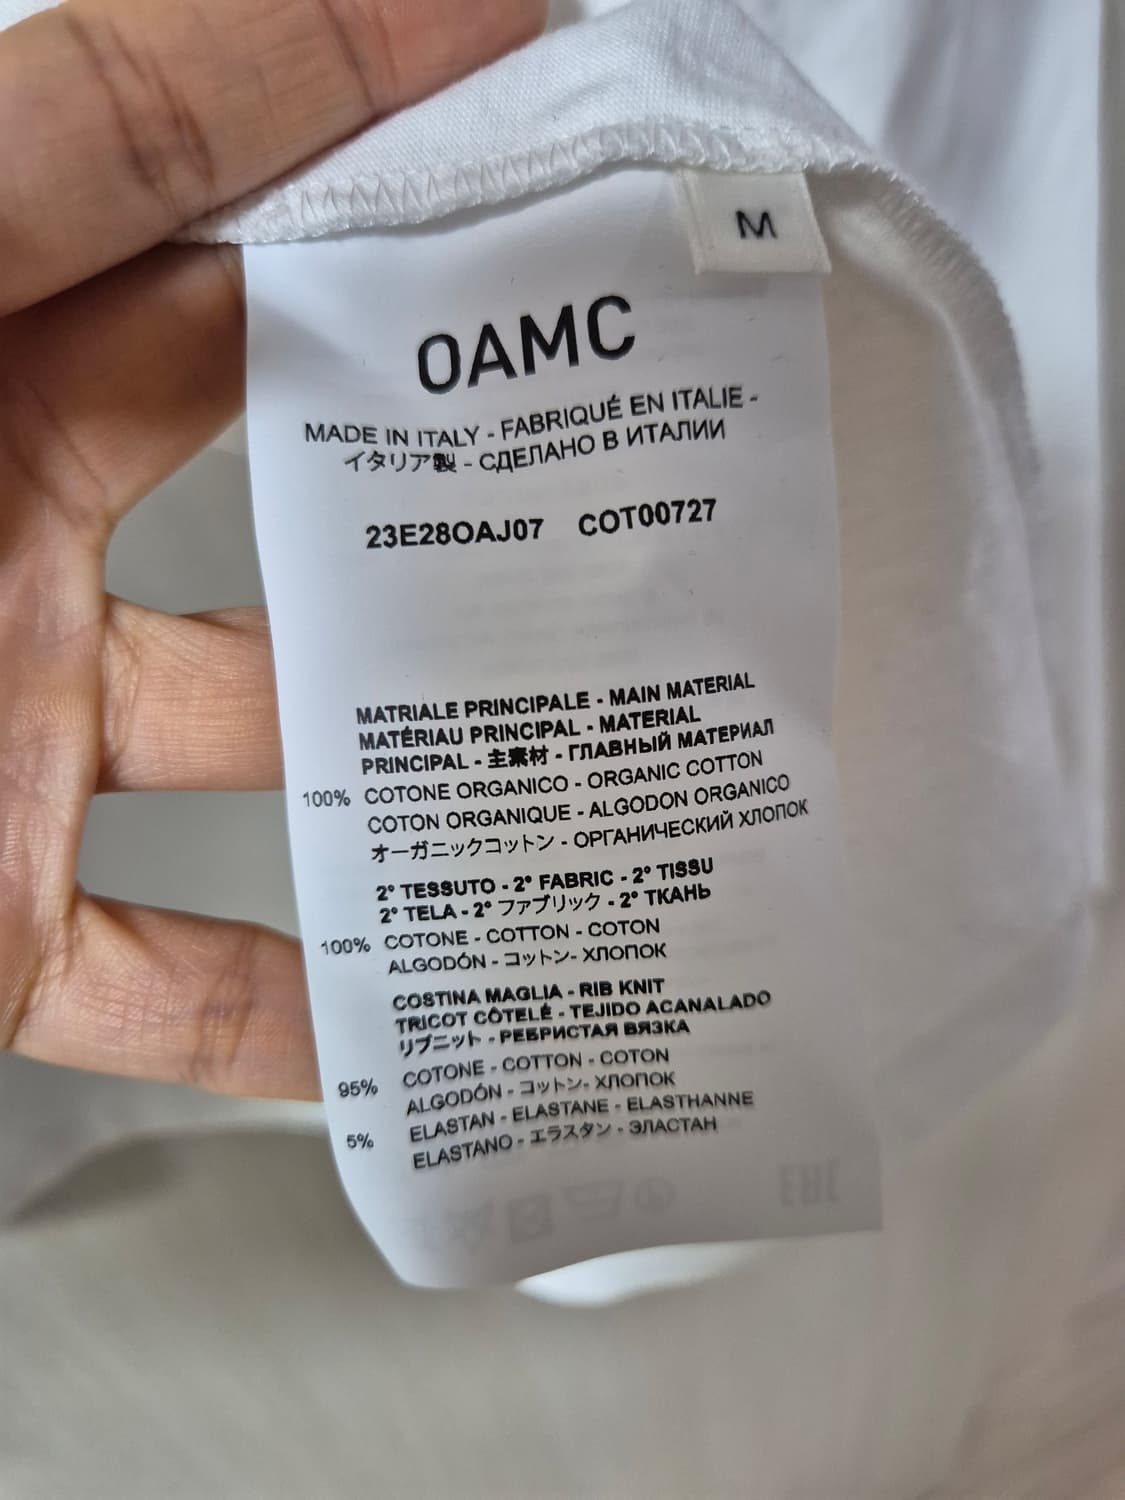 M
OAMC
MADE IN ITALY - FABRIQUÉ EN ITALIE -
イタリア製 - СДЕЛАНО В ИТАЛИИ
23E28OAJ07 COT00727
MATRIALE PRINCIPALE - MAIN MATERIAL
MATÉRIAU PRINCIPAL - MATERIAL
PRINCIPAL - 主素材 - ГЛАВНЫЙ МАТЕРИАЛ
100% COTONE ORGANICO - ORGANIC COTTON
COTON ORGANIQUE - ALGODON ORGANICO
オーガニックコットン - ОРГАНИЧЕСКИЙ ХЛОПОК
2° TESSUTO - 2° FABRIC - 2° TISSU
2° TELA - 2° ファブリック - 2° ТКАНЬ
100% COTONE - COTTON - COTON
ALGODÓN - コットン- ХЛОПОК
COSTINA MAGLIA - RIB KNIT
TRICOT CÔTELÉ - TEJIDO ACANALADO
リブニット - РЕБРИСТАЯ ВЯЗКА
95% COTONE - COTTON - COTON
ALGODÓN - コットン- ХЛОПОК
5% ELASTAN - ELASTANE - ELASTHANNE
ELASTANO - エラスタン - ЭЛАСТАН